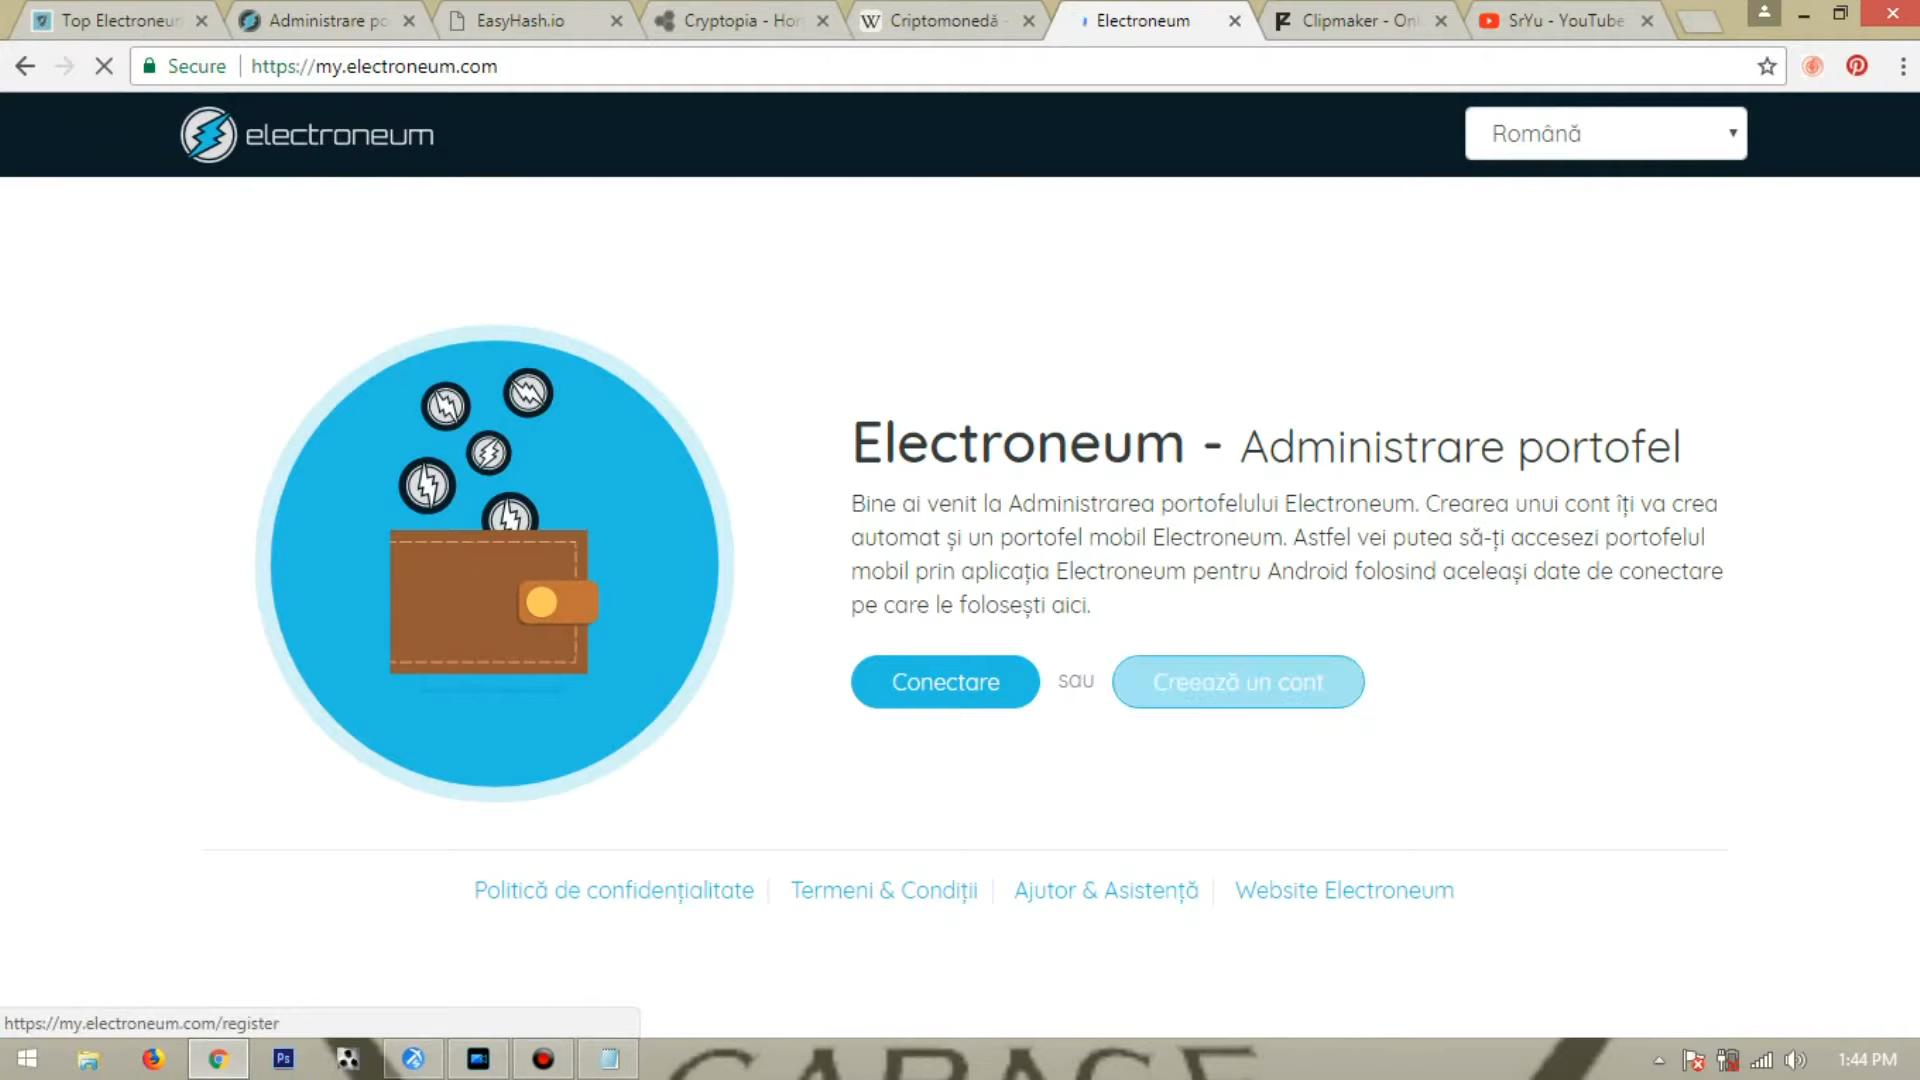 Top Electroneu
Administrare po
EasyHash.io
Cryptopia - Ho
Criptomonedă -
Electroneum
Clipmaker - On
SrYu - YouTube
Secure
https://my.electroneum.com
electroneum
Română
Electroneum - Administrare portofel
Bine ai venit la Administrarea portofelului Electroneum. Crearea unui cont îți va crea
automat și un portofel mobil Electroneum. Astfel vei putea să-ți accesezi portofelul
mobil prin aplicația Electroneum pentru Android folosind aceleași date de conectare
pe care le folosești aici.
Conectare sau Creează un cont
Politică de confidențialitate
Termeni & Condiții
Ajutor & Asistență
Website Electroneum
https://my.electroneum.com/register
Ps
GARAGE
1:44 PM